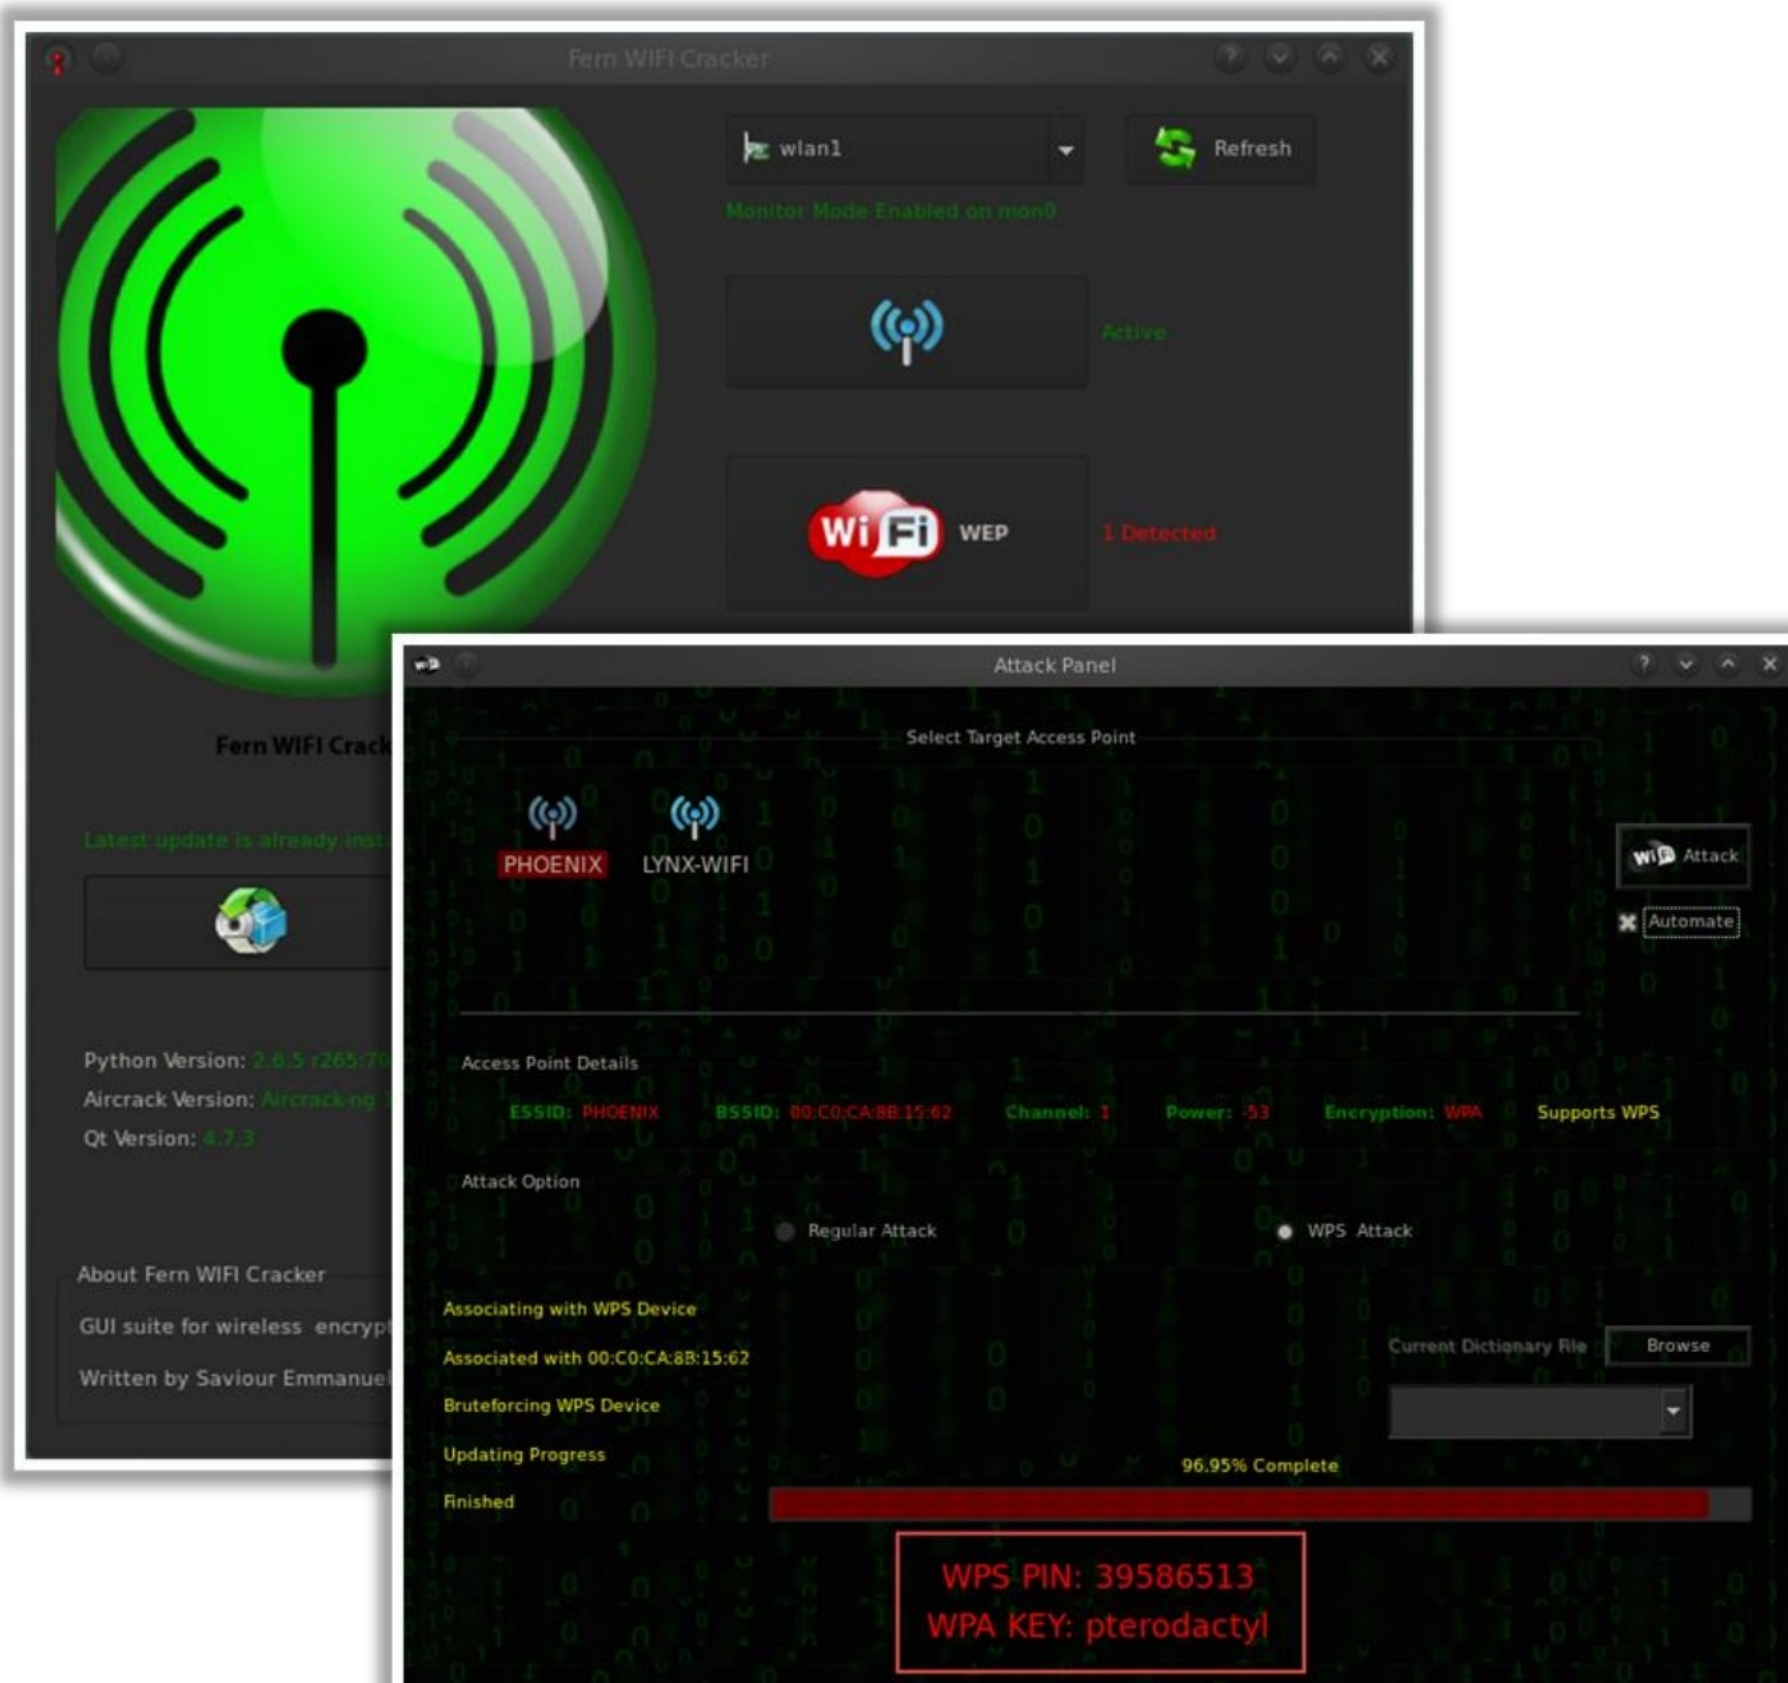 Fern WIFI Cracker
wlan1
Refresh
Monitor Mode Enabled on mon0
Active
WiFi WEP
1 Detected
Fern WIFI Crack
Latest update is already inst
Python Version: 2.6.5 r265:79
Aircrack Version: Aircrack-ng
Qt Version: 4.7.3
About Fern WIFI Cracker
GUI suite for wireless encrypt
Written by Saviour Emmanuel
Attack Panel
Select Target Access Point
PHOENIX LYNX-WIFI
WiFi Attack
Automate
Access Point Details
ESSID: PHOENIX BSSID: 00:C0:CA:8B:15:62 Channel: 1 Power: -53 Encryption: WPA Supports WPS
Attack Option
Regular Attack WPS Attack
Associating with WPS Device
Associated with 00:C0:CA:8B:15:62
Current Dictionary File Browse
Bruteforcing WPS Device
Updating Progress
96.95% Complete
Finished
WPS PIN: 39586513
WPA KEY: pterodactyl